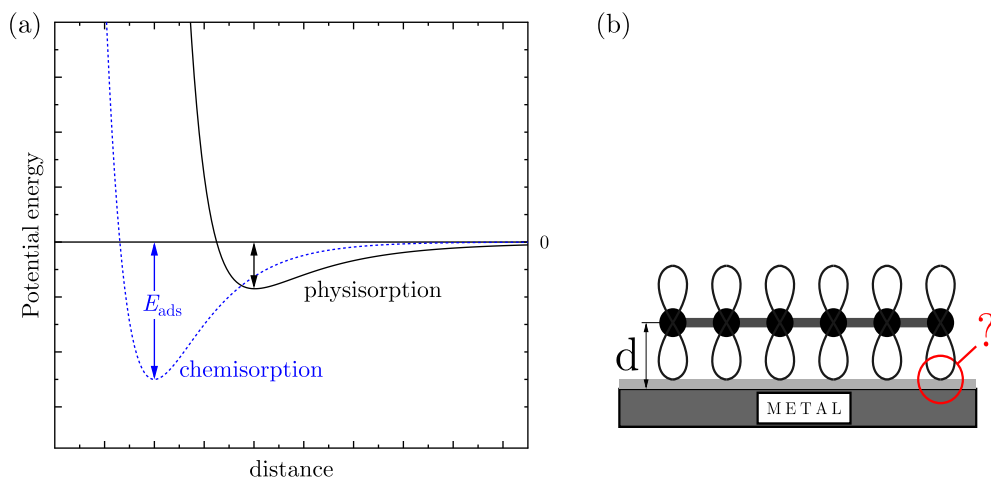 (a)
Potential energy
0
physisorption
E_ads
chemisorption
distance
(b)
?
d
METAL